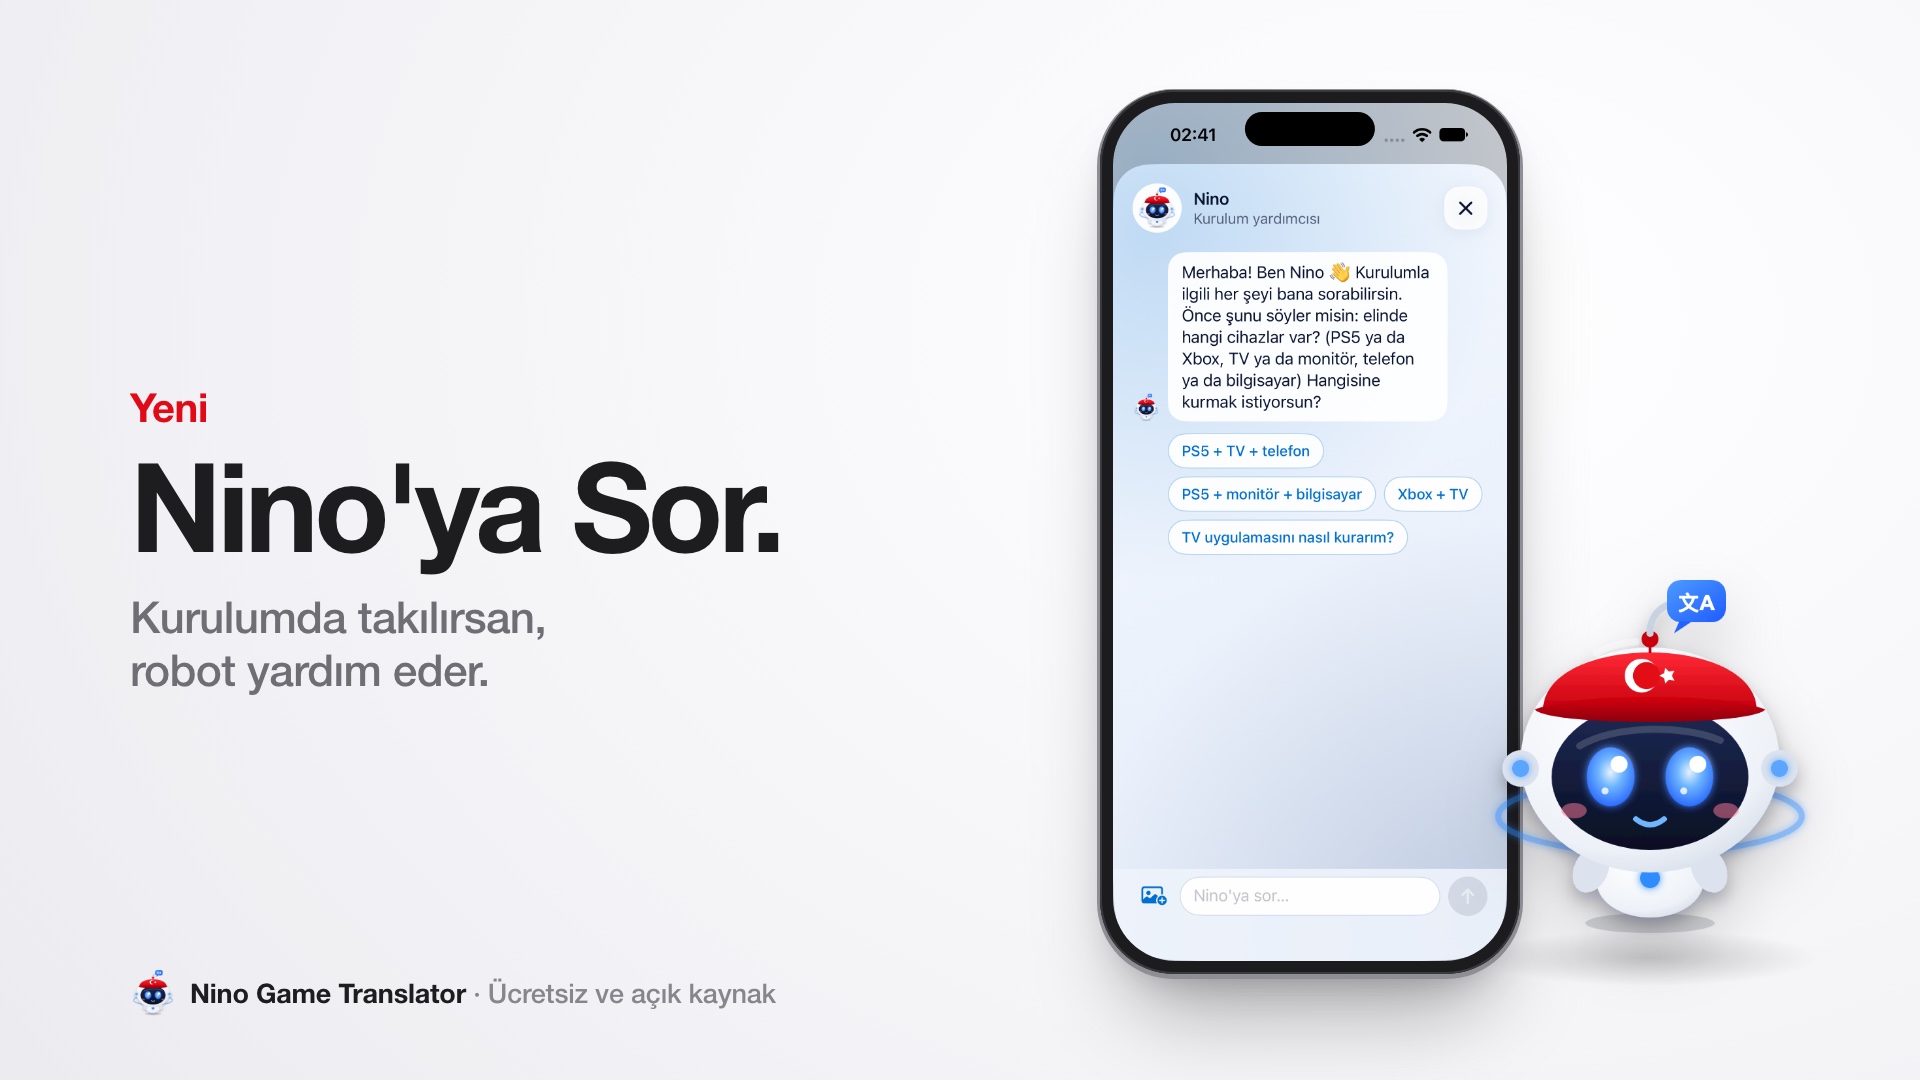 Yeni
Nino'ya Sor.
Kurulumda takılırsan,
robot yardım eder.
Nino Game Translator · Ücretsiz ve açık kaynak
02:41
Nino
Kurulum yardımcısı
Merhaba! Ben Nino 👋 Kurulumla
ilgili her şeyi bana sorabilirsin.
Önce şunu söyler misin: elinde
hangi cihazlar var? (PS5 ya da
Xbox, TV ya da monitör, telefon
ya da bilgisayar) Hangisine
kurmak istiyorsun?
PS5 + TV + telefon
PS5 + monitör + bilgisayar
Xbox + TV
TV uygulamasını nasıl kurarım?
Nino'ya sor...
文A